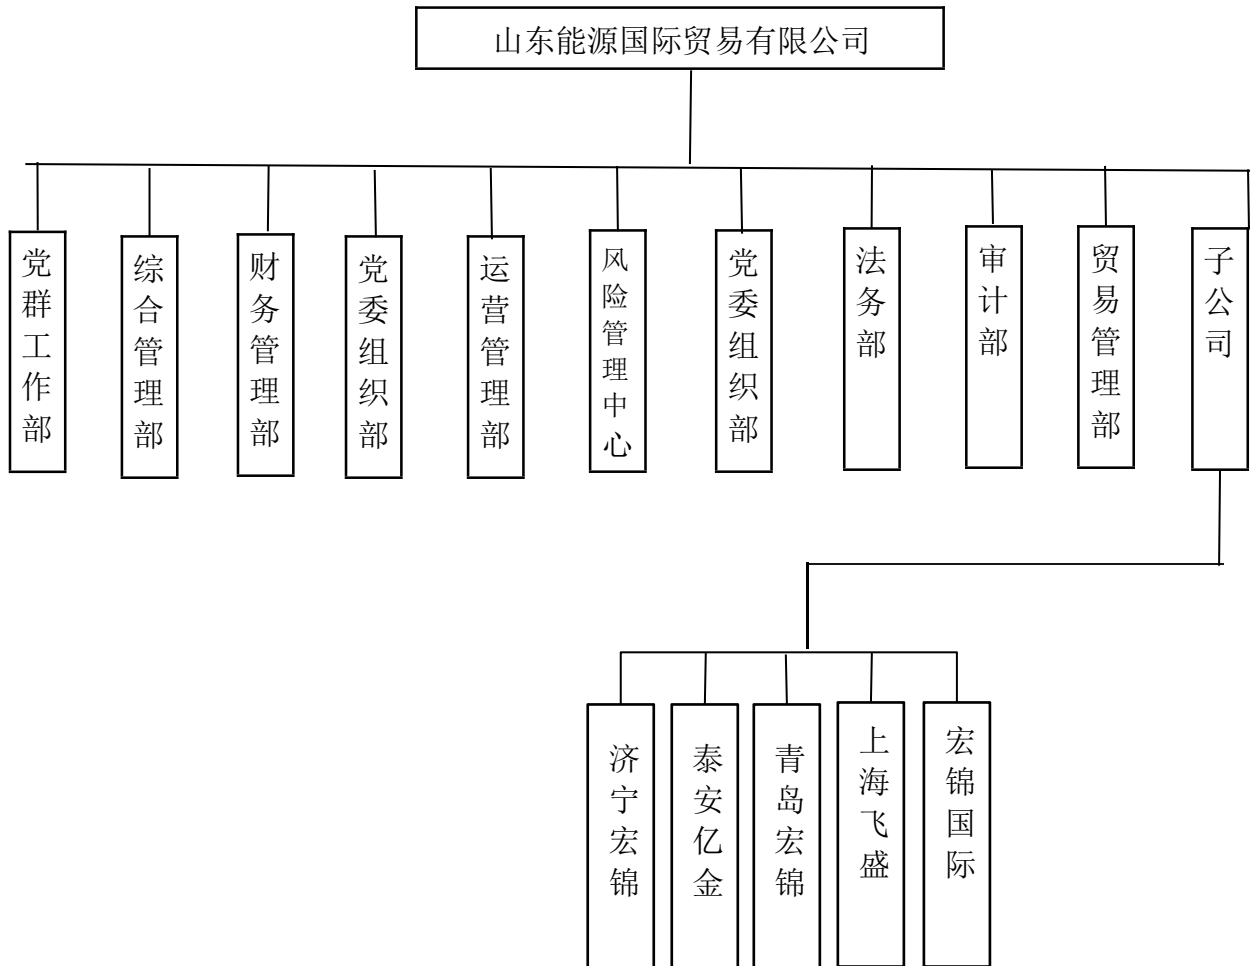 山东能源国际贸易有限公司
党群工作部
综合管理部
财务管理部
党委组织部
运营管理部
风险管理中心
党委组织部
法务部
审计部
贸易管理部
子公司
济宁宏锦
泰安亿金
青岛宏锦
上海飞盛
宏锦国际